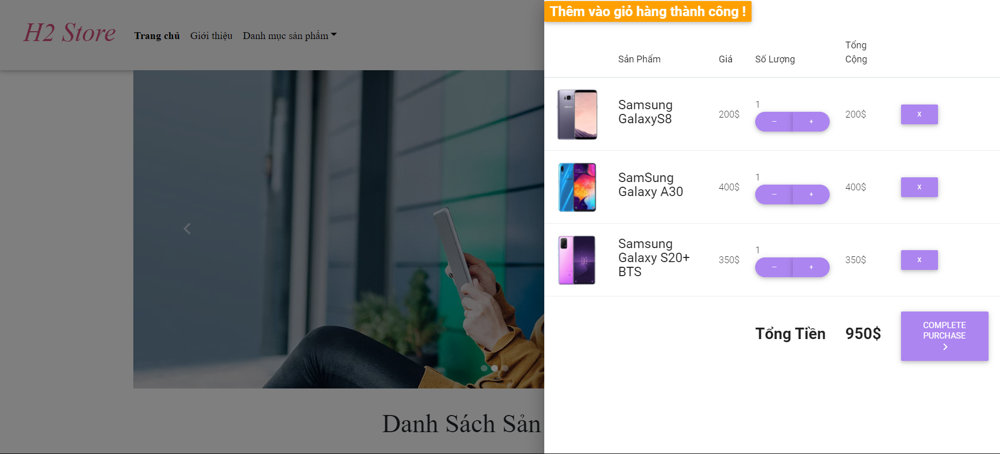 H2 Store
Trang chủ
Giới thiệu
Danh mục sản phẩm
Danh Sách Sản
Thêm vào giỏ hàng thành công !
Sản Phẩm
Giá
Số Lượng
Tổng
Cộng
Samsung
GalaxyS8
200$
1
−
+
200$
X
SamSung
Galaxy A30
400$
1
−
+
400$
X
Samsung
Galaxy S20+
BTS
350$
1
−
+
350$
X
Tổng Tiền
950$
COMPLETE
PURCHASE